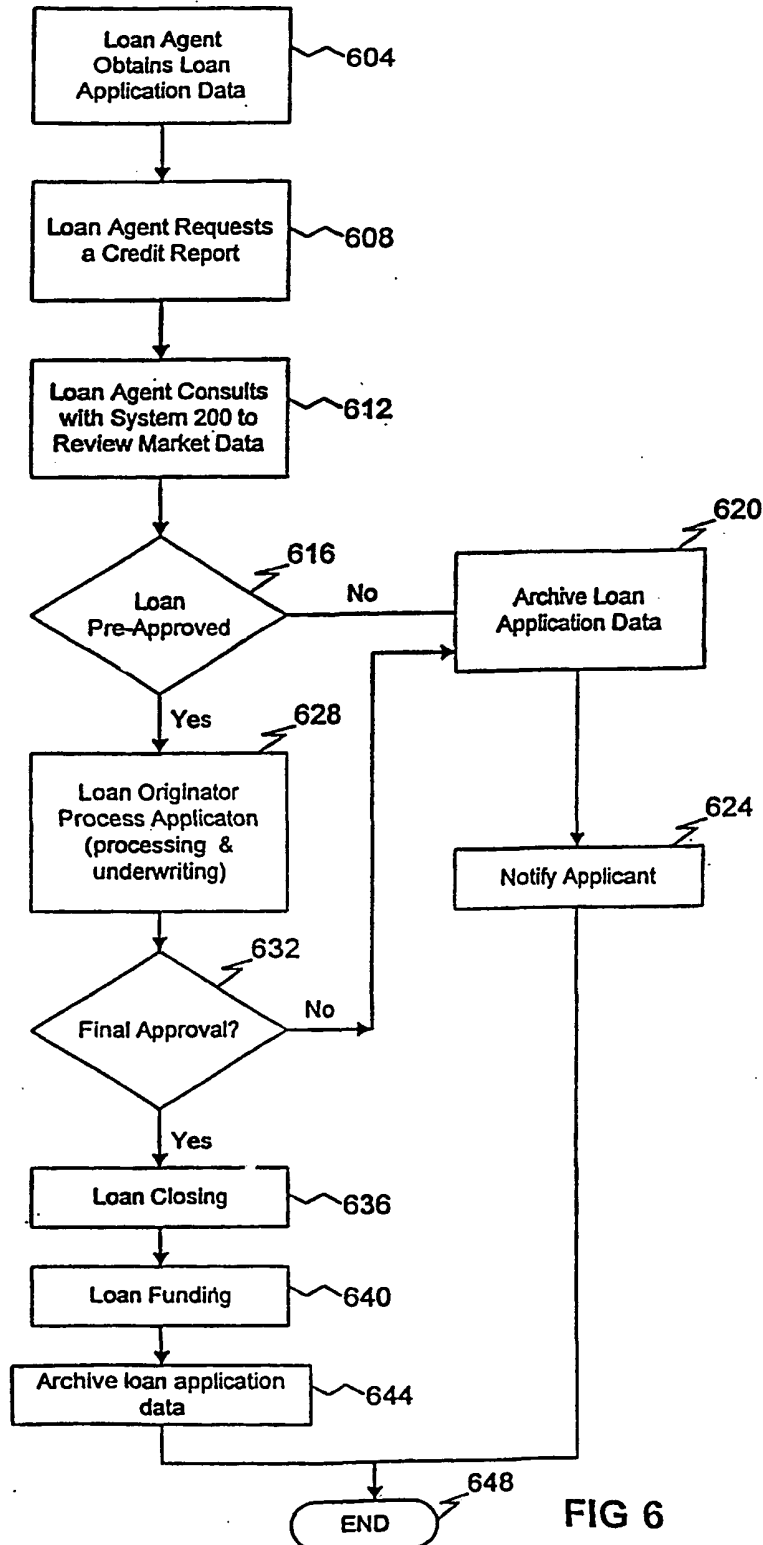 Loan Agent
Obtains Loan
Application Data
604
Loan Agent Requests
a Credit Report
608
Loan Agent Consults
with System 200 to
Review Market Data
612
616
Loan
Pre-Approved
No
620
Archive Loan
Application Data
Yes
628
Loan Originator
Process Applicaton
(processing &
underwriting)
624
Notify Applicant
632
Final Approval?
No
Yes
Loan Closing
636
Loan Funding
640
Archive loan application
data
644
648
END
FIG 6